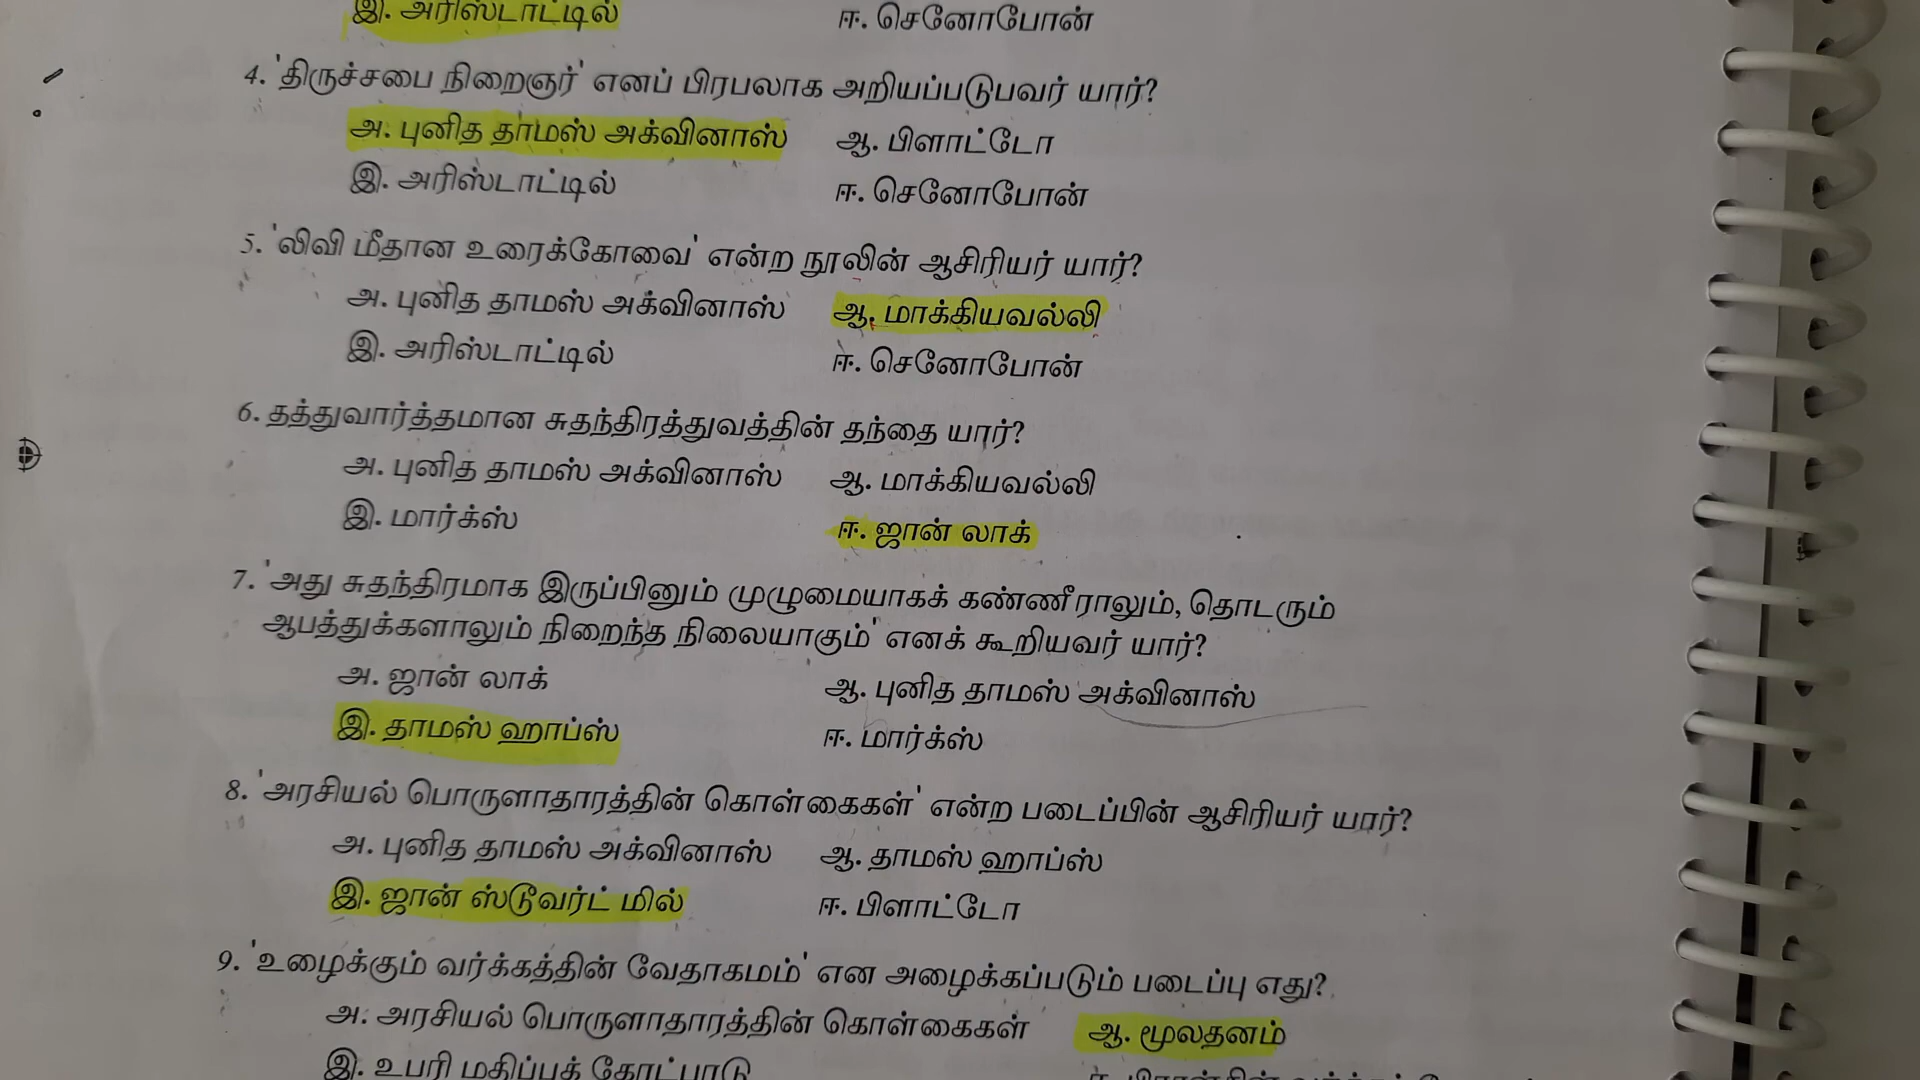 இ. அரிஸ்டாட்டில் ஈ. செனோபோன்
4. 'திருச்சபை நிறைஞர்' எனப் பிரபலாக அறியப்படுபவர் யார்?
அ. புனித தாமஸ் அக்வினாஸ் ஆ. பிளாட்டோ
இ. அரிஸ்டாட்டில் ஈ. செனோபோன்
5. 'லிவி மீதான உரைக்கோவை' என்ற நூலின் ஆசிரியர் யார்?
அ. புனித தாமஸ் அக்வினாஸ் ஆ. மாக்கியவல்லி
இ. அரிஸ்டாட்டில் ஈ. செனோபோன்
6. தத்துவார்த்தமான சுதந்திரத்துவத்தின் தந்தை யார்?
அ. புனித தாமஸ் அக்வினாஸ் ஆ. மாக்கியவல்லி
இ. மார்க்ஸ் ஈ. ஜான் லாக்
7. 'அது சுதந்திரமாக இருப்பினும் முழுமையாகக் கண்ணீராலும், தொடரும்
ஆபத்துக்களாலும் நிறைந்த நிலையாகும்' எனக் கூறியவர் யார்?
அ. ஜான் லாக் ஆ. புனித தாமஸ் அக்வினாஸ்
இ. தாமஸ் ஹாப்ஸ் ஈ. மார்க்ஸ்
8. 'அரசியல் பொருளாதாரத்தின் கொள்கைகள்' என்ற படைப்பின் ஆசிரியர் யார்?
அ. புனித தாமஸ் அக்வினாஸ் ஆ. தாமஸ் ஹாப்ஸ்
இ. ஜான் ஸ்டூவர்ட் மில் ஈ. பிளாட்டோ
9. 'உழைக்கும் வர்க்கத்தின் வேதாகமம்' என அழைக்கப்படும் படைப்பு எது?
அ. அரசியல் பொருளாதாரத்தின் கொள்கைகள் ஆ. மூலதனம்
இ. உபரி மதிப்புக் கோட்பாடு